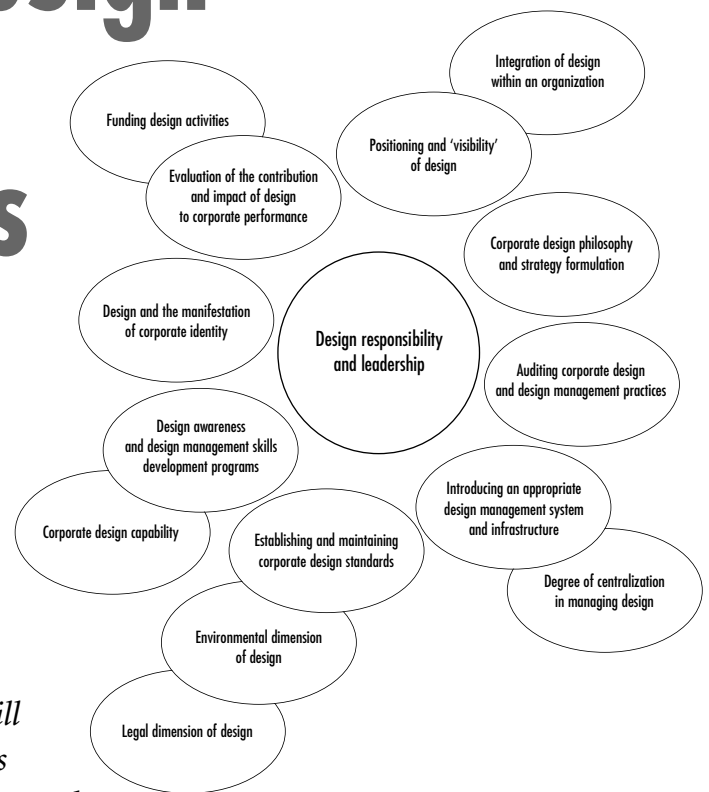 Integration of design
within an organization
Funding design activities
Positioning and ‘visibility’
of design
Evaluation of the contribution
and impact of design
to corporate performance
s
Corporate design philosophy
and strategy formulation
Design and the manifestation
of corporate identity
Design responsibility
and leadership
Auditing corporate design
and design management practices
Design awareness
and design management skills
development programs
Introducing an appropriate
design management system
and infrastructure
Corporate design capability
Establishing and maintaining
corporate design standards
Degree of centralization
in managing design
Environmental dimension
of design
Legal dimension of design
ill
s